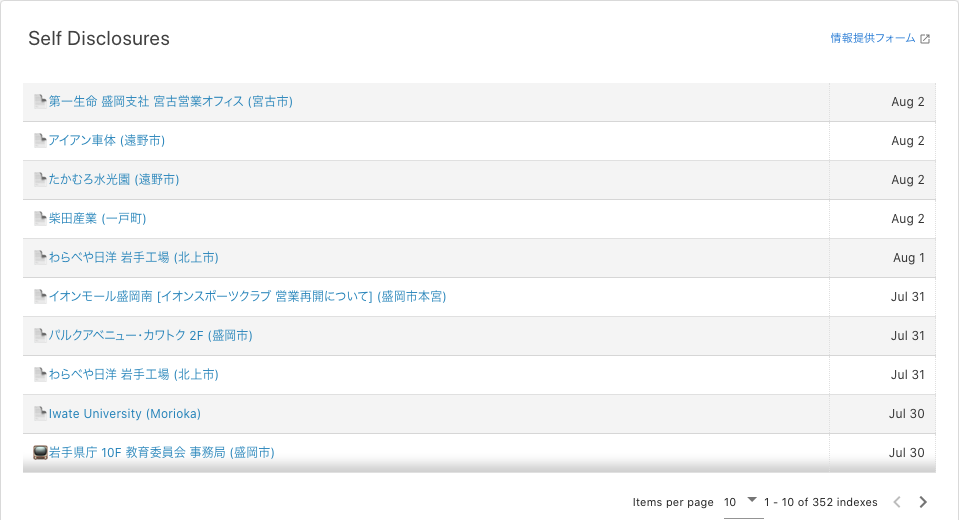 Self Disclosures
情報提供フォーム
第一生命 盛岡支社 宮古営業オフィス (宮古市) Aug 2
アイアン車体 (遠野市) Aug 2
たかむろ水光園 (遠野市) Aug 2
柴田産業 (一戸町) Aug 2
わらべや日洋 岩手工場 (北上市) Aug 1
イオンモール盛岡南 [イオンスポーツクラブ 営業再開について] (盛岡市本宮) Jul 31
パルクアベニュー・カワトク 2F (盛岡市) Jul 31
わらべや日洋 岩手工場 (北上市) Jul 31
Iwate University (Morioka) Jul 30
岩手県庁 10F 教育委員会 事務局 (盛岡市) Jul 30
Items per page 10 1 - 10 of 352 indexes